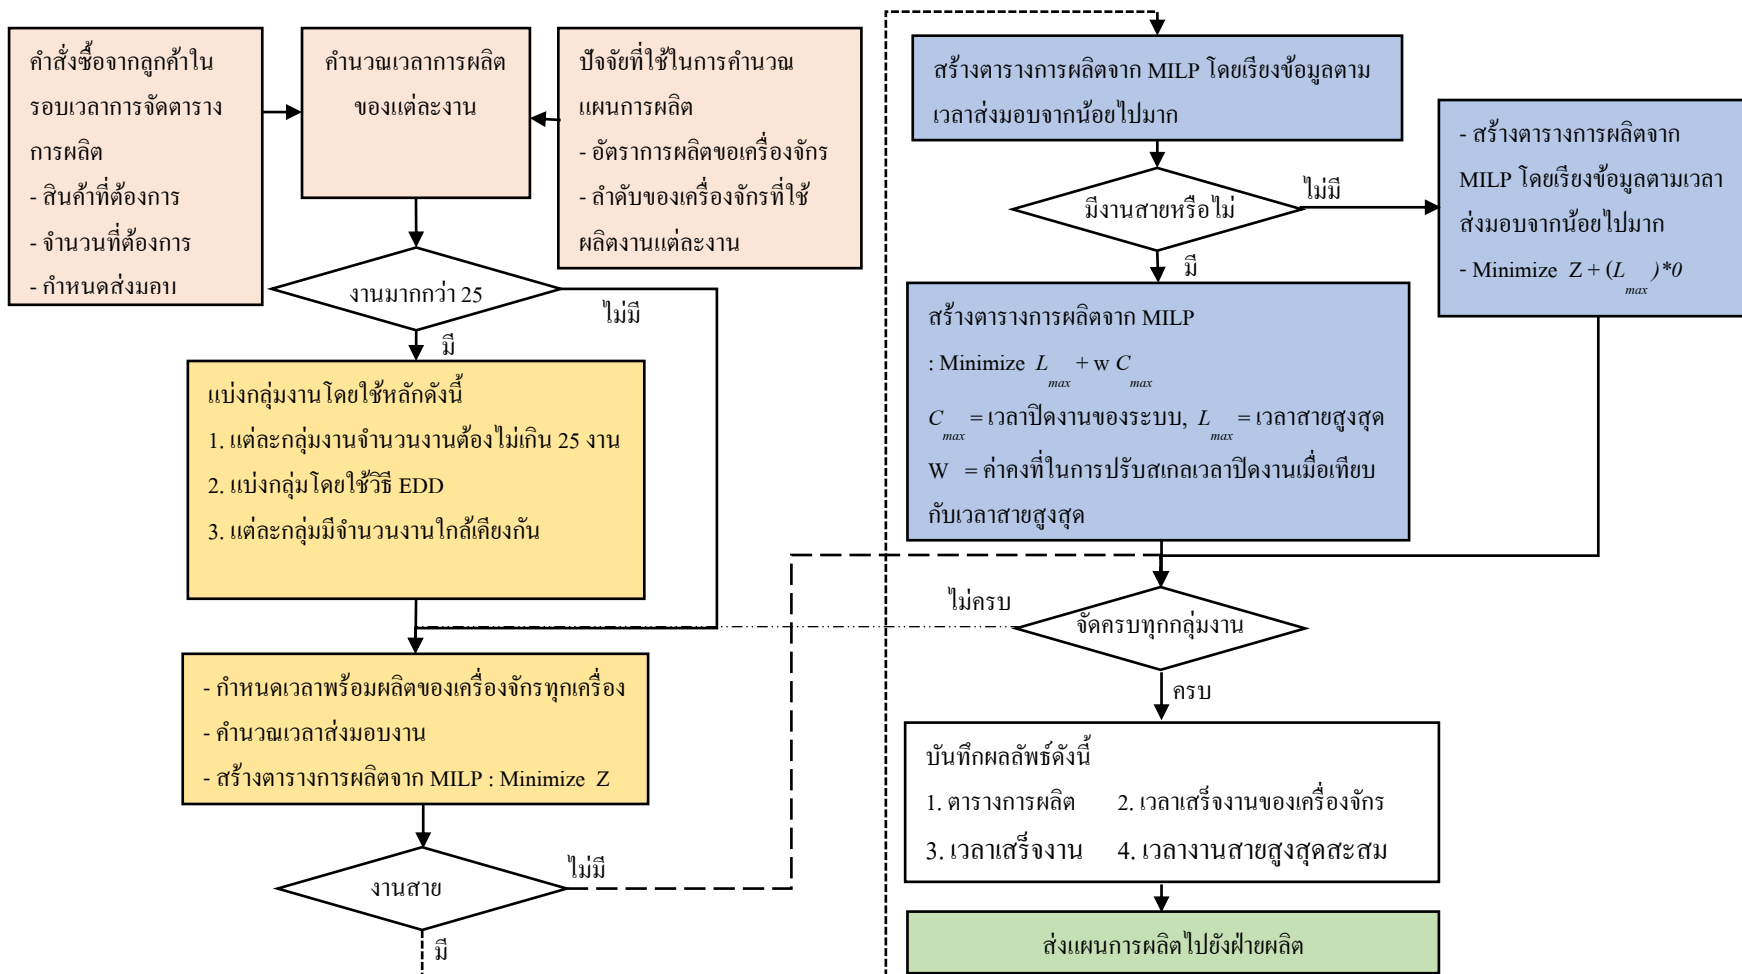 คำสั่งซื้อจากลูกค้าใน
รอบเวลาการจัดตาราง
การผลิต
- สินค้าที่ต้องการ
- จำนวนที่ต้องการ
- กำหนดส่งมอบ
คำนวณเวลาการผลิต
ของแต่ละงาน
ปัจจัยที่ใช้ในการคำนวณ
แผนการผลิต
- อัตราการผลิตขอเครื่องจักร
- ลำดับของเครื่องจักรที่ใช้
ผลิตงานแต่ละงาน
งานมากกว่า 25
ไม่มี
มี
แบ่งกลุ่มงานโดยใช้หลักดังนี้
1. แต่ละกลุ่มงานจำนวนงานต้องไม่เกิน 25 งาน
2. แบ่งกลุ่มโดยใช้วิธี EDD
3. แต่ละกลุ่มมีจำนวนงานใกล้เคียงกัน
- กำหนดเวลาพร้อมผลิตของเครื่องจักรทุกเครื่อง
- คำนวณเวลาส่งมอบงาน
- สร้างตารางการผลิตจาก MILP : Minimize Z
งานสาย
ไม่มี
มี
สร้างตารางการผลิตจาก MILP โดยเรียงข้อมูลตาม
เวลาส่งมอบจากน้อยไปมาก
มีงานสายหรือไม่
ไม่มี
มี
- สร้างตารางการผลิตจาก
MILP โดยเรียงข้อมูลตามเวลา
ส่งมอบจากน้อยไปมาก
- Minimize Z + (L max )*0
สร้างตารางการผลิตจาก MILP
: Minimize L max + w C max
C max = เวลาปิดงานของระบบ, L max = เวลาสายสูงสุด
W = ค่าคงที่ในการปรับสเกลเวลาปิดงานเมื่อเทียบ
กับเวลาสายสูงสุด
จัดครบทุกกลุ่มงาน
ไม่ครบ
ครบ
บันทึกผลลัพธ์ดังนี้
1. ตารางการผลิต 2. เวลาเสร็จงานของเครื่องจักร
3. เวลาเสร็จงาน 4. เวลางานสายสูงสุดสะสม
ส่งแผนการผลิตไปยังฝ่ายผลิต